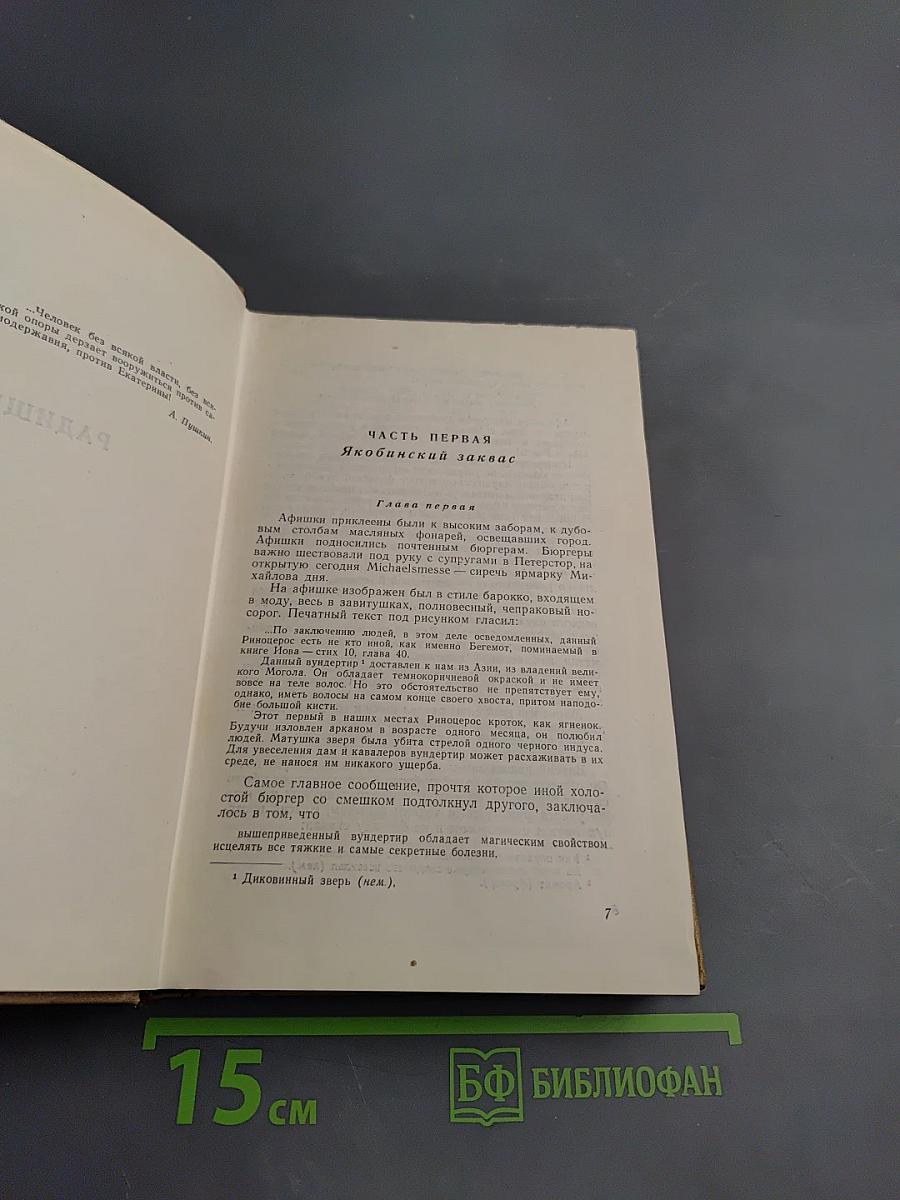 ...Человек без всякой власти, без вся-
кой опоры дерзает вооружиться против са-
модержавия, против Екатерины!
А. Пушкин.
РАДИЩ
ЧАСТЬ ПЕРВАЯ
Якобинский заквас
Глава первая
Афишки приклеены были к высоким заборам, к дубо-
вым столбам масляных фонарей, освещавших город.
Афишки подносились почтенным бюргерам. Бюргеры
важно шествовали под руку с супругами в Петерстор, на
открытую сегодня Michaelsmesse — сиречь ярмарку Ми-
хайлова дня.
На афишке изображен был в стиле барокко, входящем
в моду, весь в завитушках, полновесный, чепраковый но-
сорог. Печатный текст под рисунком гласил:
...По заключению людей, в этом деле осведомленных, данный
Риноцерос есть не кто иной, как именно Бегемот, поминаемый в
книге Иова — стих 10, глава 40.
Данный вундертир ¹ доставлен к нам из Азии, из владений вели-
кого Могола. Он обладает темнокоричневой окраской и не имеет
вовсе на теле волос. Но это обстоятельство не препятствует ему,
однако, иметь волосы на самом конце своего хвоста, притом наподо-
бие большой кисти.
Этот первый в наших местах Риноцерос кроток, как ягненок.
Будучи изловлен арканом в возрасте одного месяца, он полюбил
людей. Матушка зверя была убита стрелой одного черного индуса.
Для увеселения дам и кавалеров вундертир может расхаживать в их
среде, не нанося им никакого ущерба.
Самое главное сообщение, прочтя которое иной холо-
стой бюргер со смешком подтолкнул другого, заключа-
лось в том, что
вышеприведенный вундертир обладает магическим свойством
исцелять все тяжкие и самые секретные болезни.
¹ Диковинный зверь (нем.).
7
15 см
БФ БИБЛИОФАН